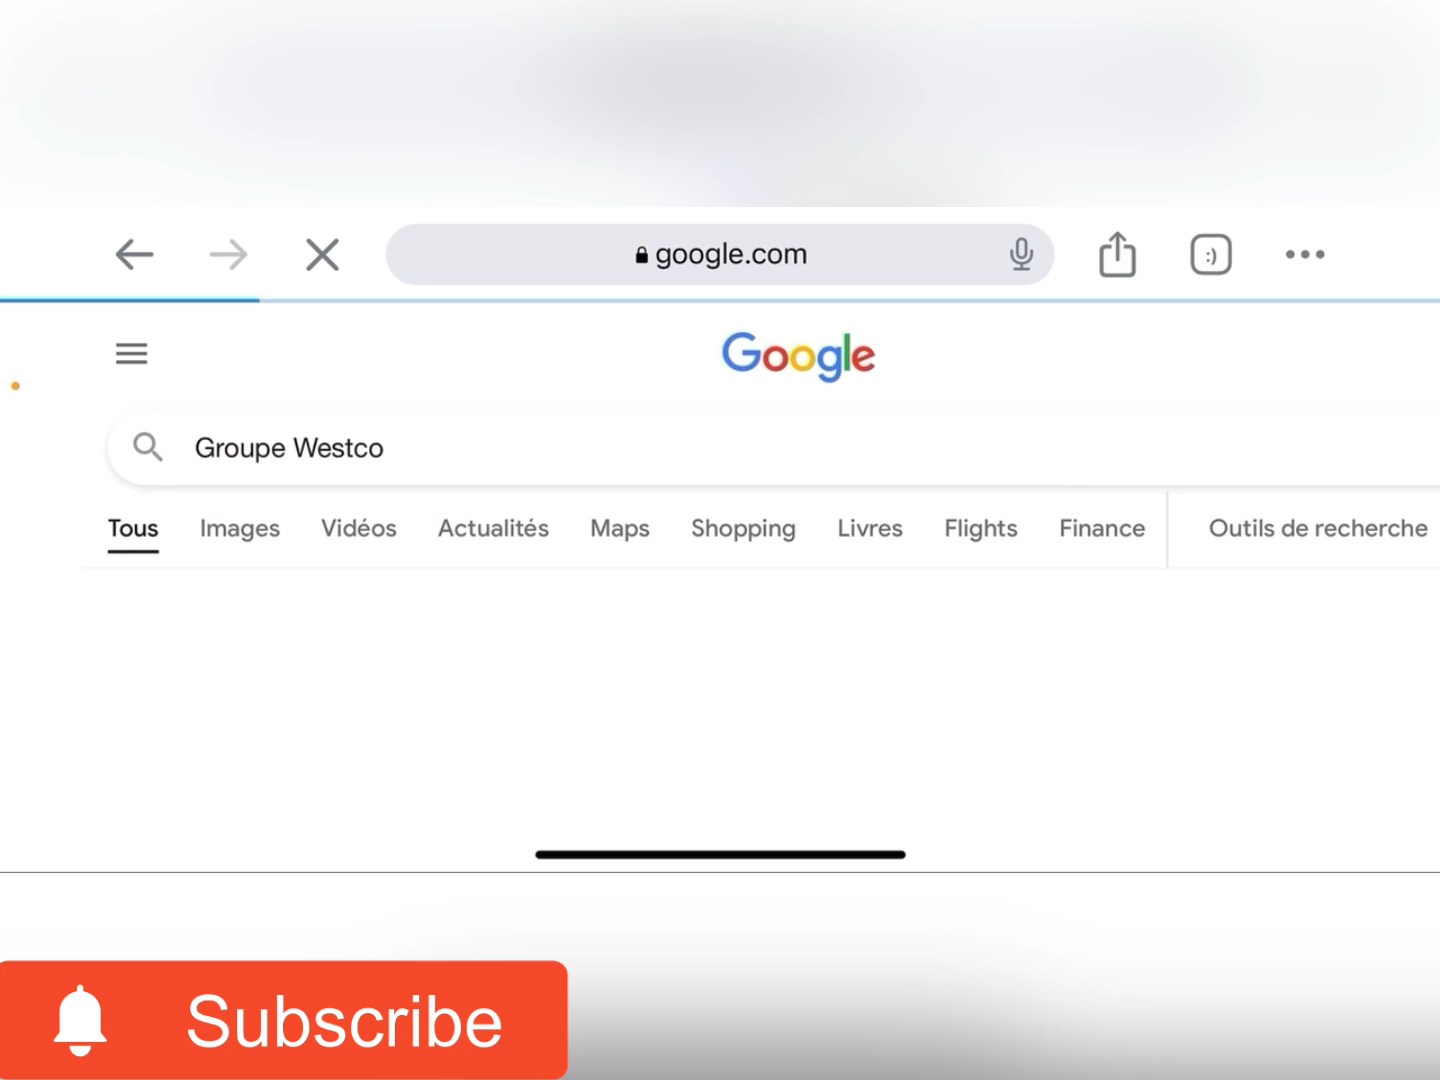 google.com
:)
Google
Groupe Westco
Tous Images Vidéos Actualités Maps Shopping Livres Flights Finance Outils de recherche
Subscribe